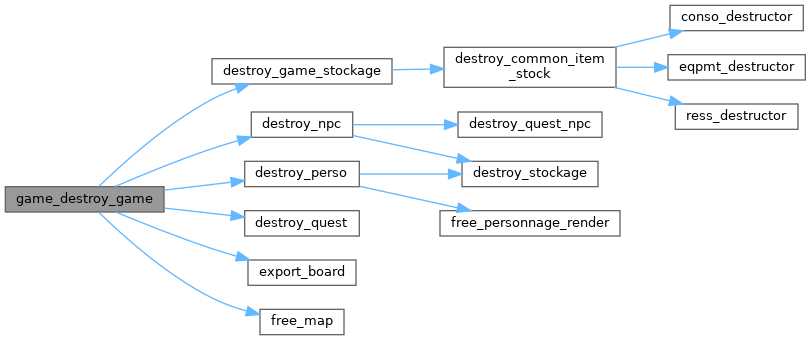 game_destroy_game
destroy_game_stockage
destroy_common_item
_stock
conso_destructor
eqpmt_destructor
ress_destructor
destroy_npc
destroy_quest_npc
destroy_stockage
destroy_perso
free_personnage_render
destroy_quest
export_board
free_map